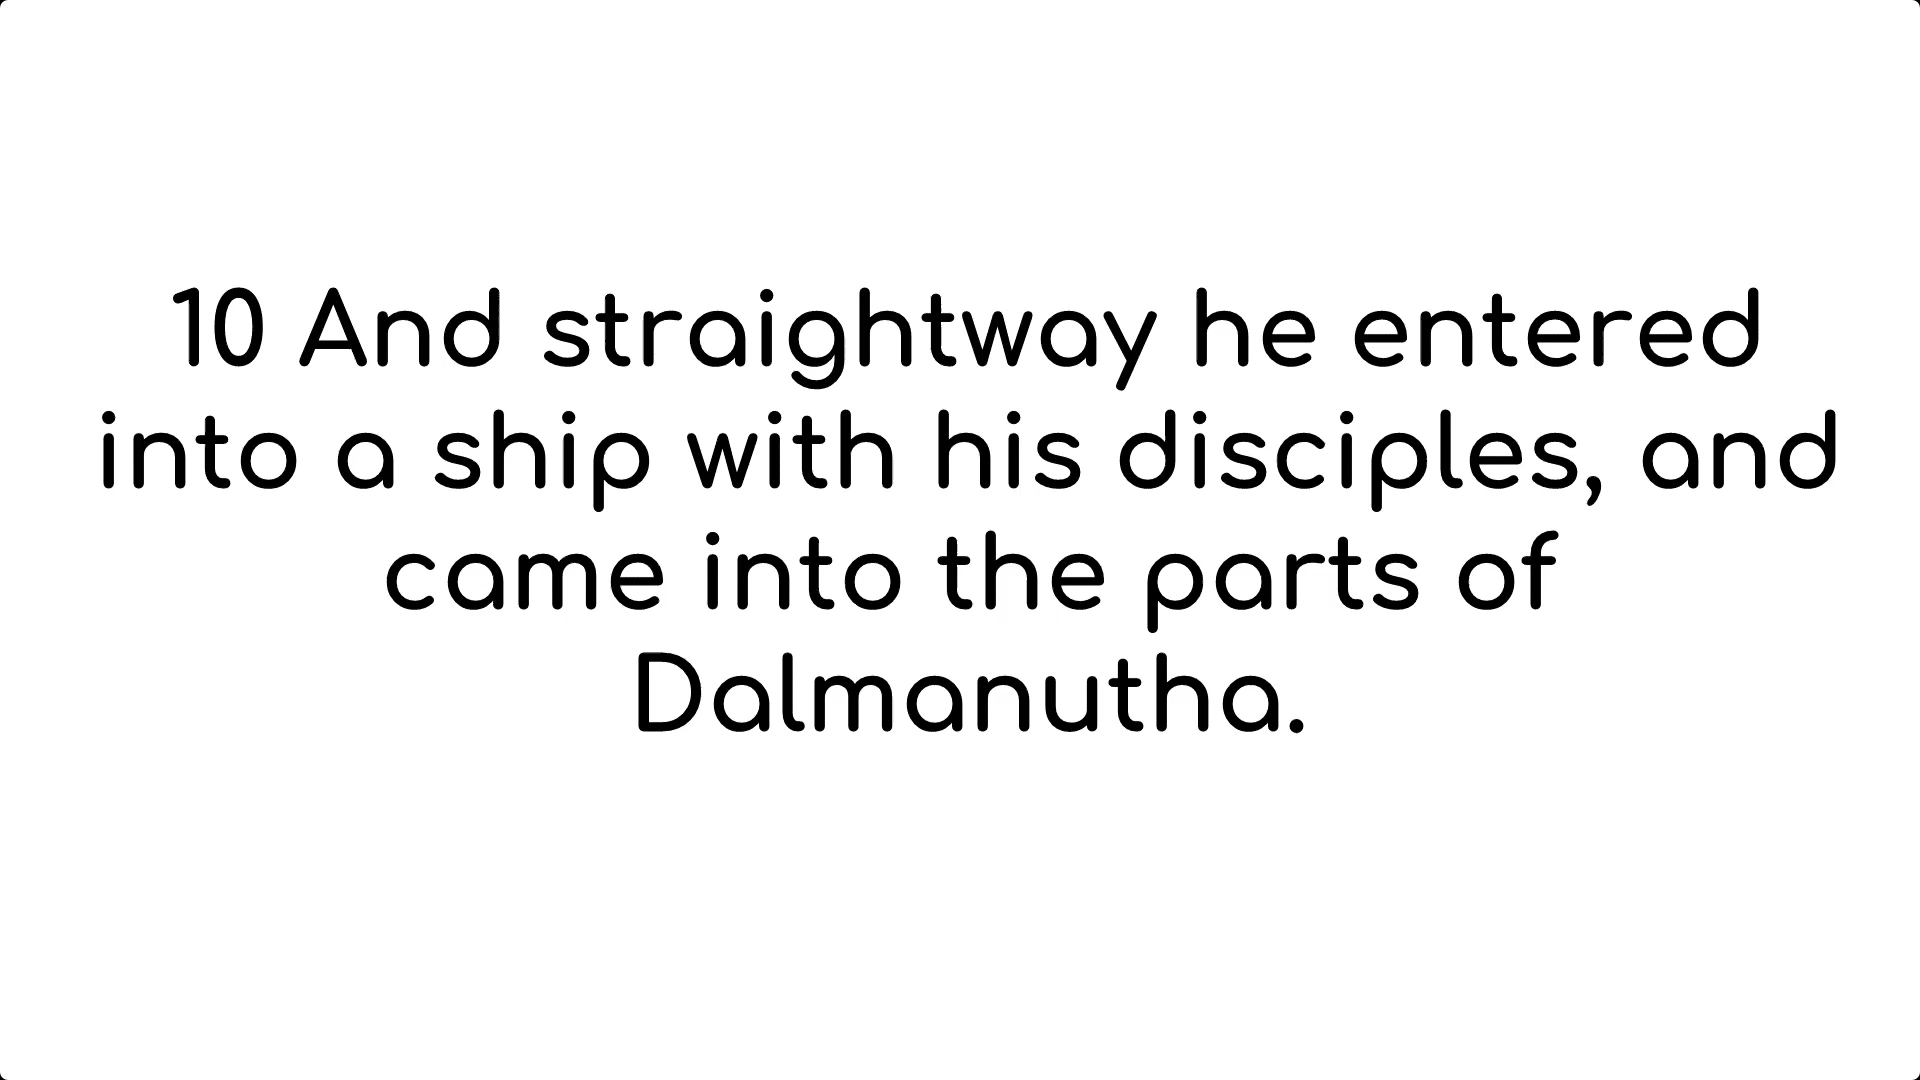 10 And straightway he entered
into a ship with his disciples, and
came into the parts of
Dalmanutha.